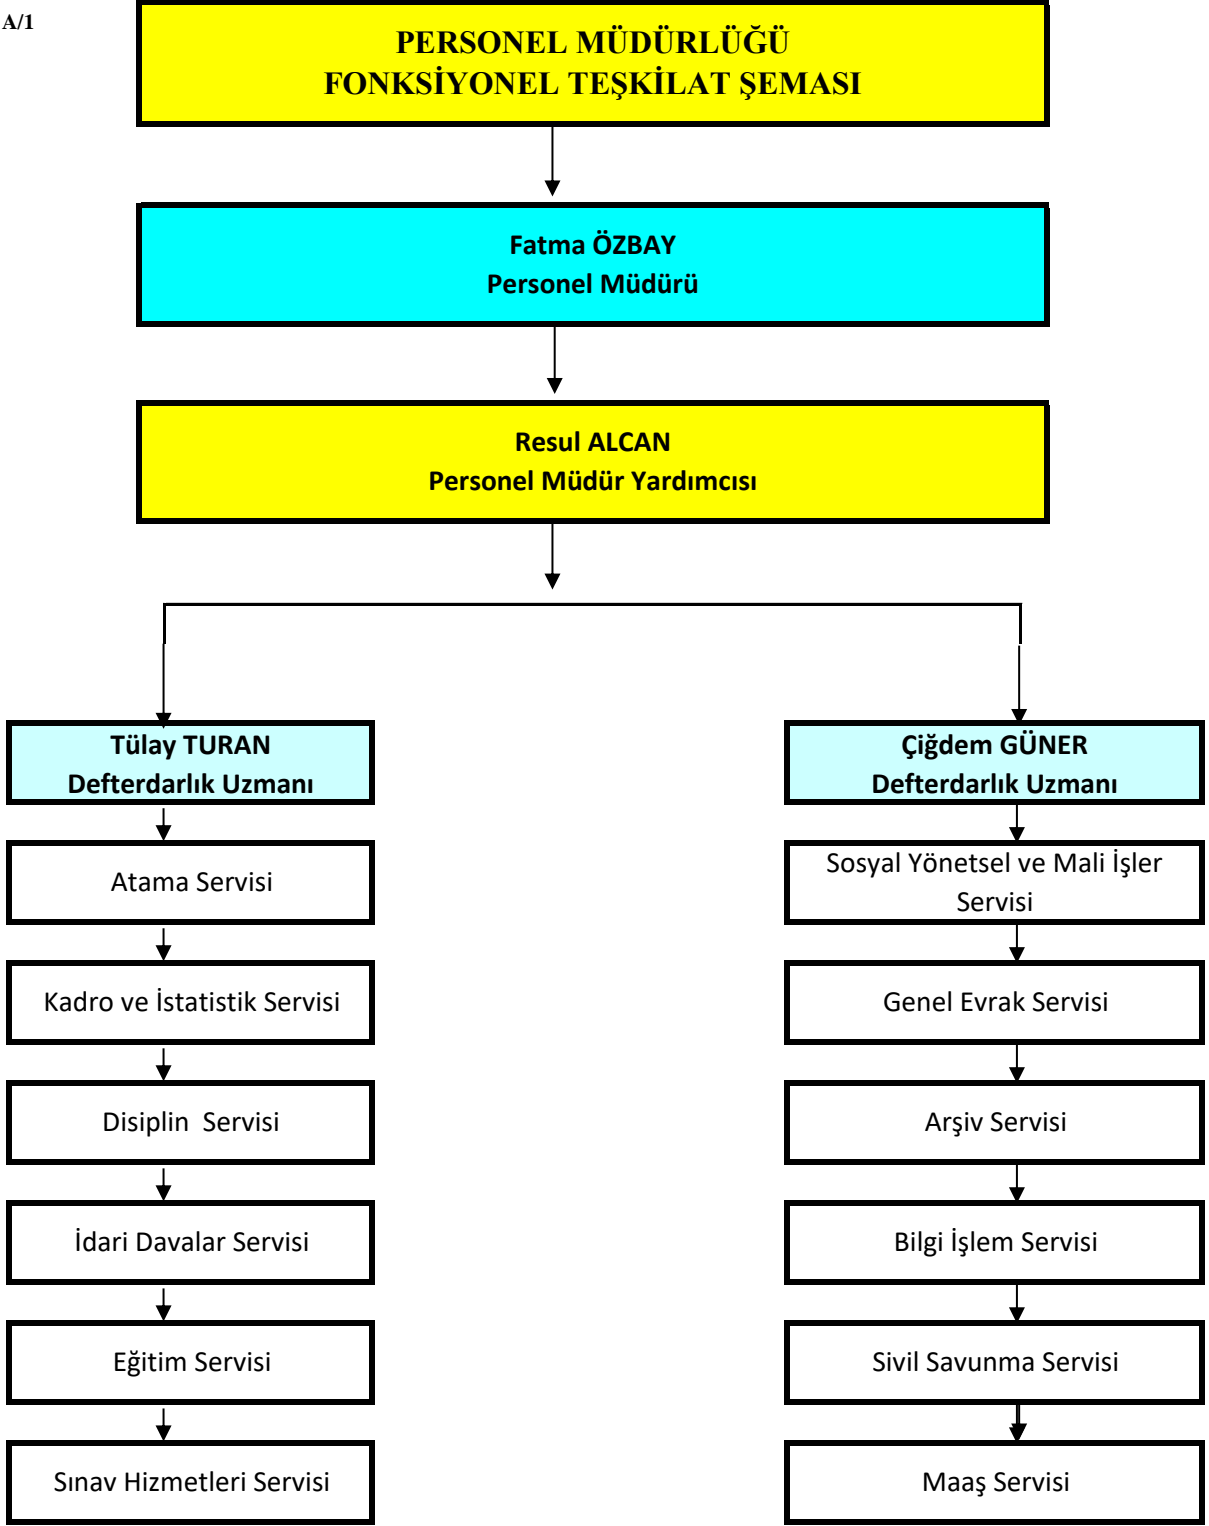 A/1
PERSONEL MÜDÜRLÜĞÜ
FONKSİYONEL TEŞKİLAT ŞEMASI
Fatma ÖZBAY
Personel Müdürü
Resul ALCAN
Personel Müdür Yardımcısı
Tülay TURAN
Defterdarlık Uzmanı
Atama Servisi
Kadro ve İstatistik Servisi
Disiplin  Servisi
İdari Davalar Servisi
Eğitim Servisi
Sınav Hizmetleri Servisi
Çiğdem GÜNER
Defterdarlık Uzmanı
Sosyal Yönetsel ve Mali İşler
Servisi
Genel Evrak Servisi
Arşiv Servisi
Bilgi İşlem Servisi
Sivil Savunma Servisi
Maaş Servisi